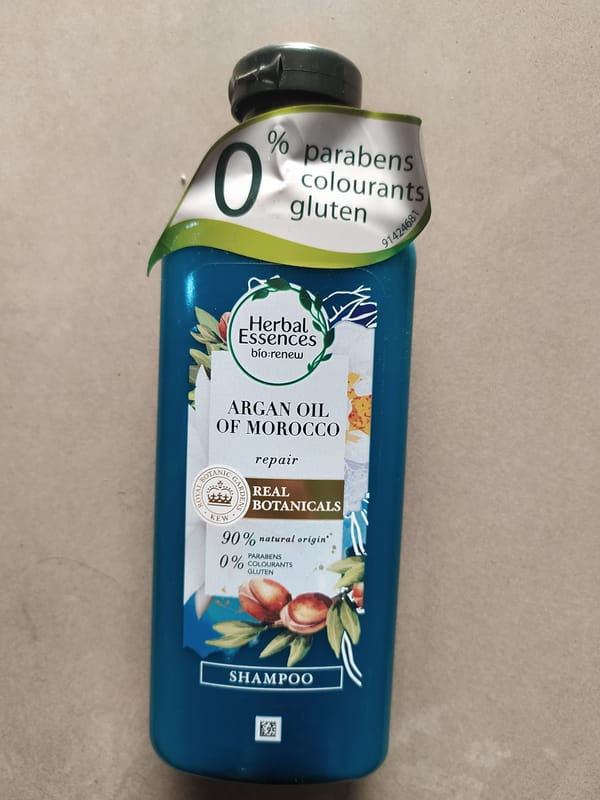 0% parabens
colourants
gluten
91424681
Herbal
Essences
bio:renew
ARGAN OIL
OF MOROCCO
repair
ROYAL BOTANIC GARDENS
KEW
REAL
BOTANICALS
90% natural origin*
0% PARABENS
COLOURANTS
GLUTEN
SHAMPOO